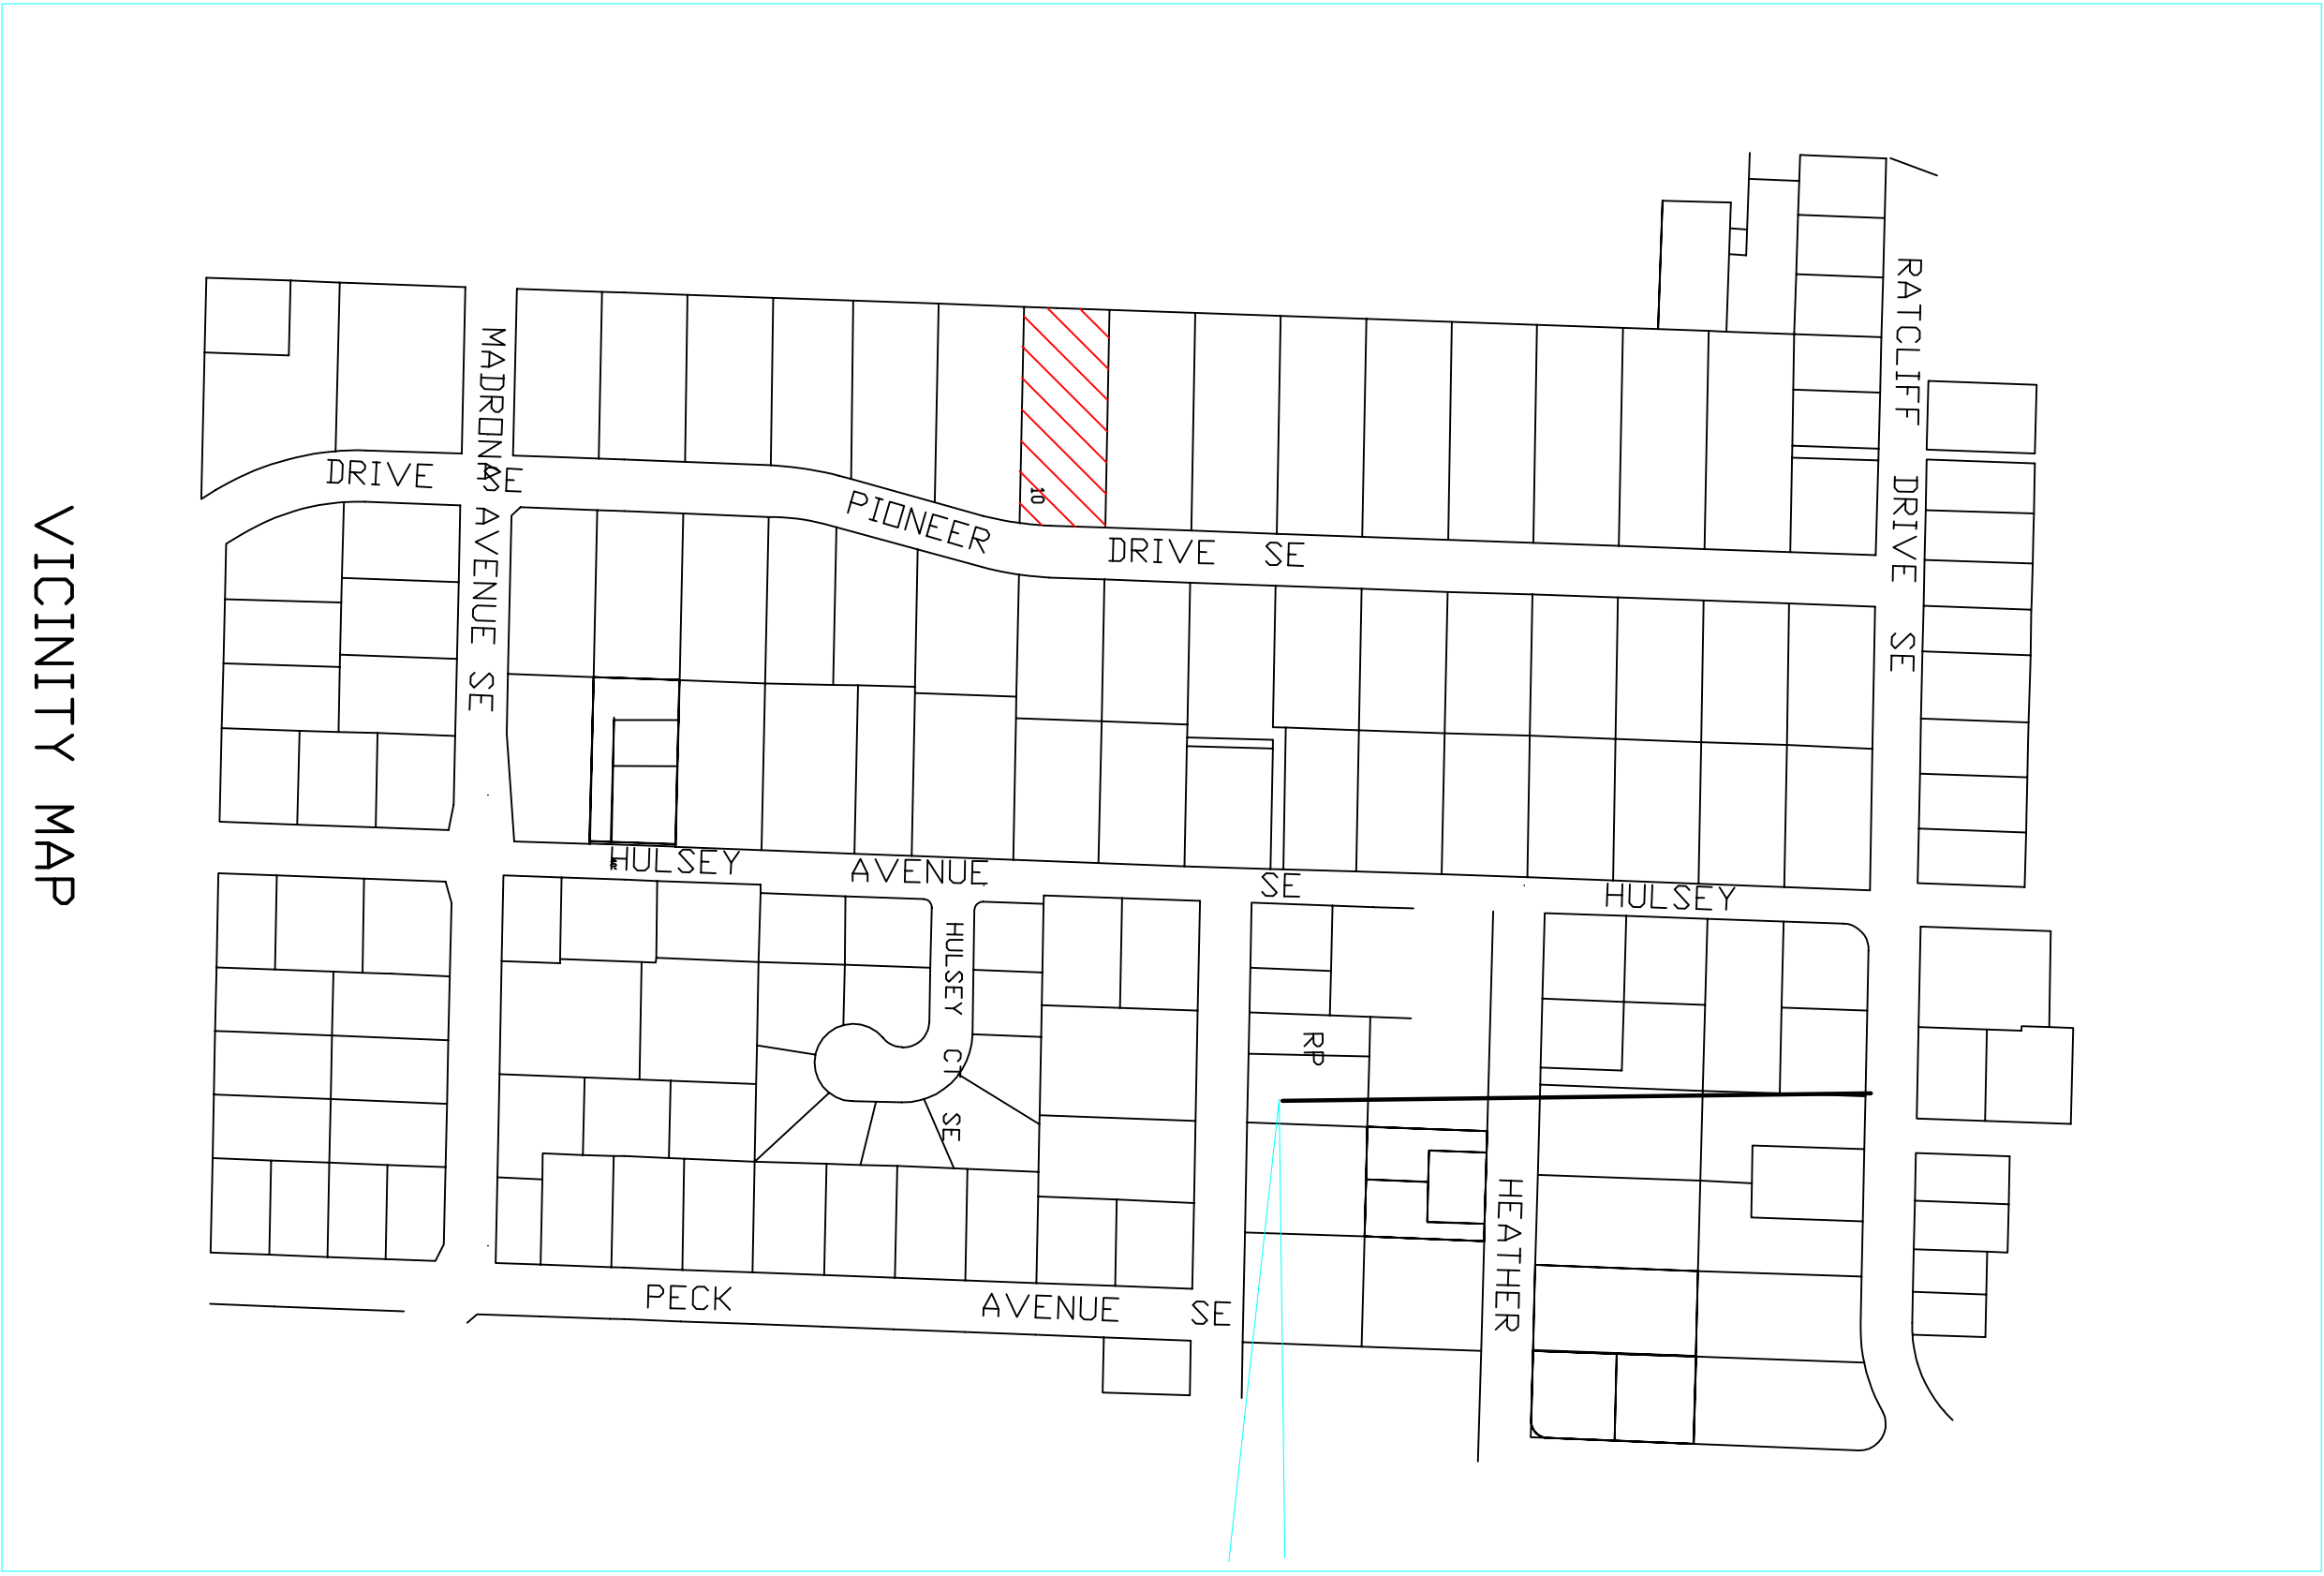 VICINITY MAP
RATCLIFF DRIVE SE
MADRONA AVENUE SE
DRIVE SE
PIONEER DRIVE SE
10
HULSEY AVENUE SE
HULSEY
HULSEY CT SE
RP
HEATHER
PECK AVENUE SE